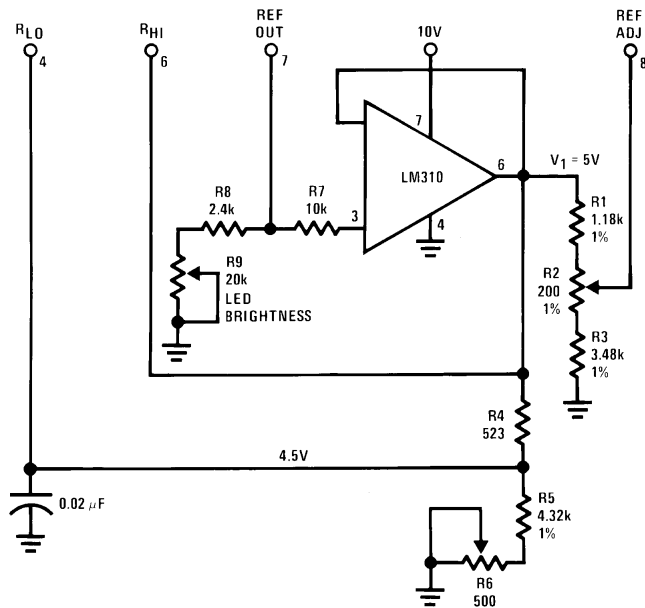 R LO
4
R HI
6
REF
OUT
7
10V
REF
ADJ
8
7
LM310
6
V1 = 5V
3
4
R8
2.4k
R7
10k
R9
20k
LED
BRIGHTNESS
R1
1.18k
1%
R2
200
1%
R3
3.48k
1%
R4
523
4.5V
0.02 μF
R5
4.32k
1%
R6
500